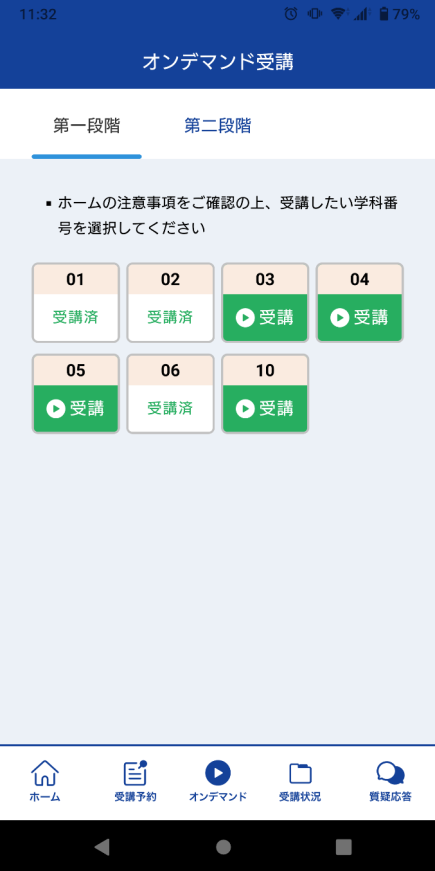 11:32 79%
オンデマンド受講
第一段階 第二段階
▪ ホームの注意事項をご確認の上、受講したい学科番
号を選択してください
01 02 03 04
受講済 受講済 受講 受講
05 06 10
受講 受講済 受講
ホーム 受講予約 オンデマンド 受講状況 質疑応答